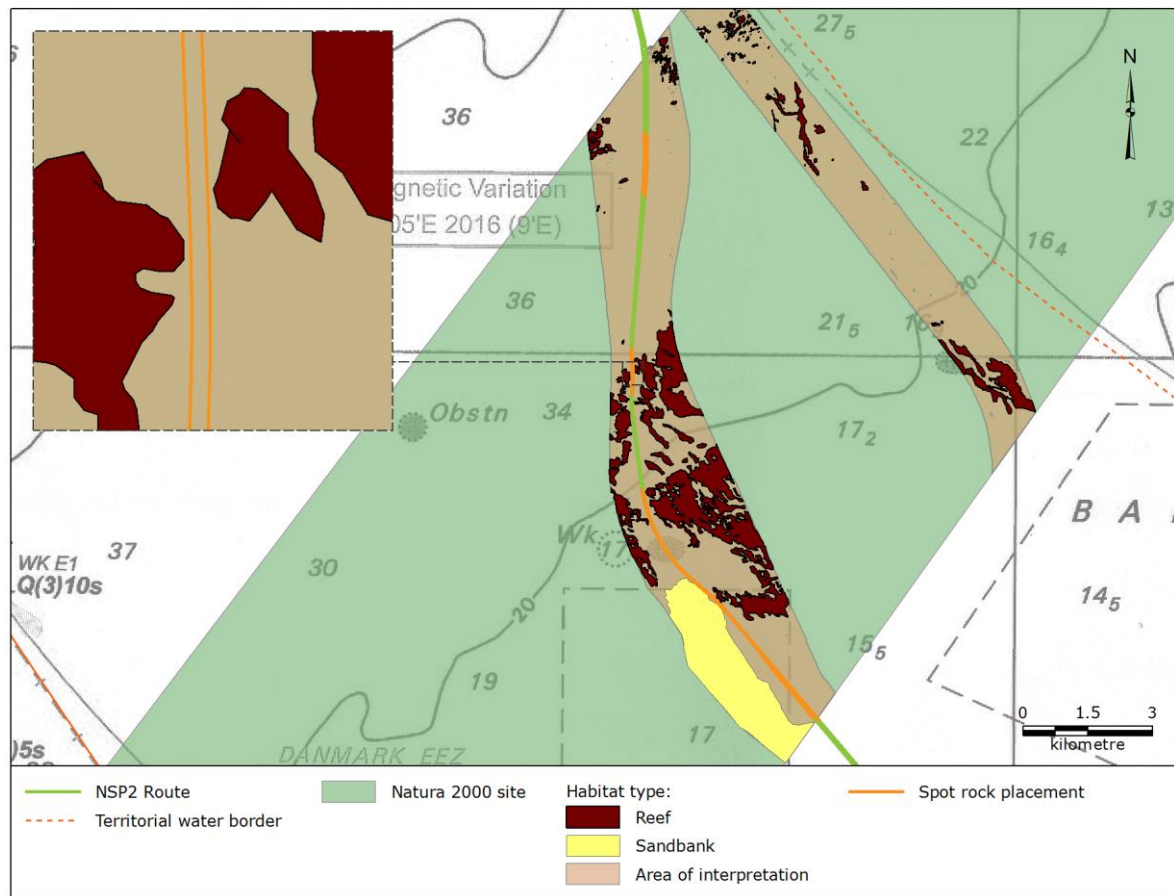 27₅
N
36
22
gnetic Variation
05'E 2016 (9'E)
13
16₄
36
20
21₅
16
Obstn
34
17₂
B A
37
Wk
17
30
WK E1
Q(3)10s
14₅
20
15₅
19
0 1.5 3
kilometre
17
)5s
DANMARK EEZ
NSP2 Route
Territorial water border
Natura 2000 site
Habitat type:
Reef
Sandbank
Area of interpretation
Spot rock placement